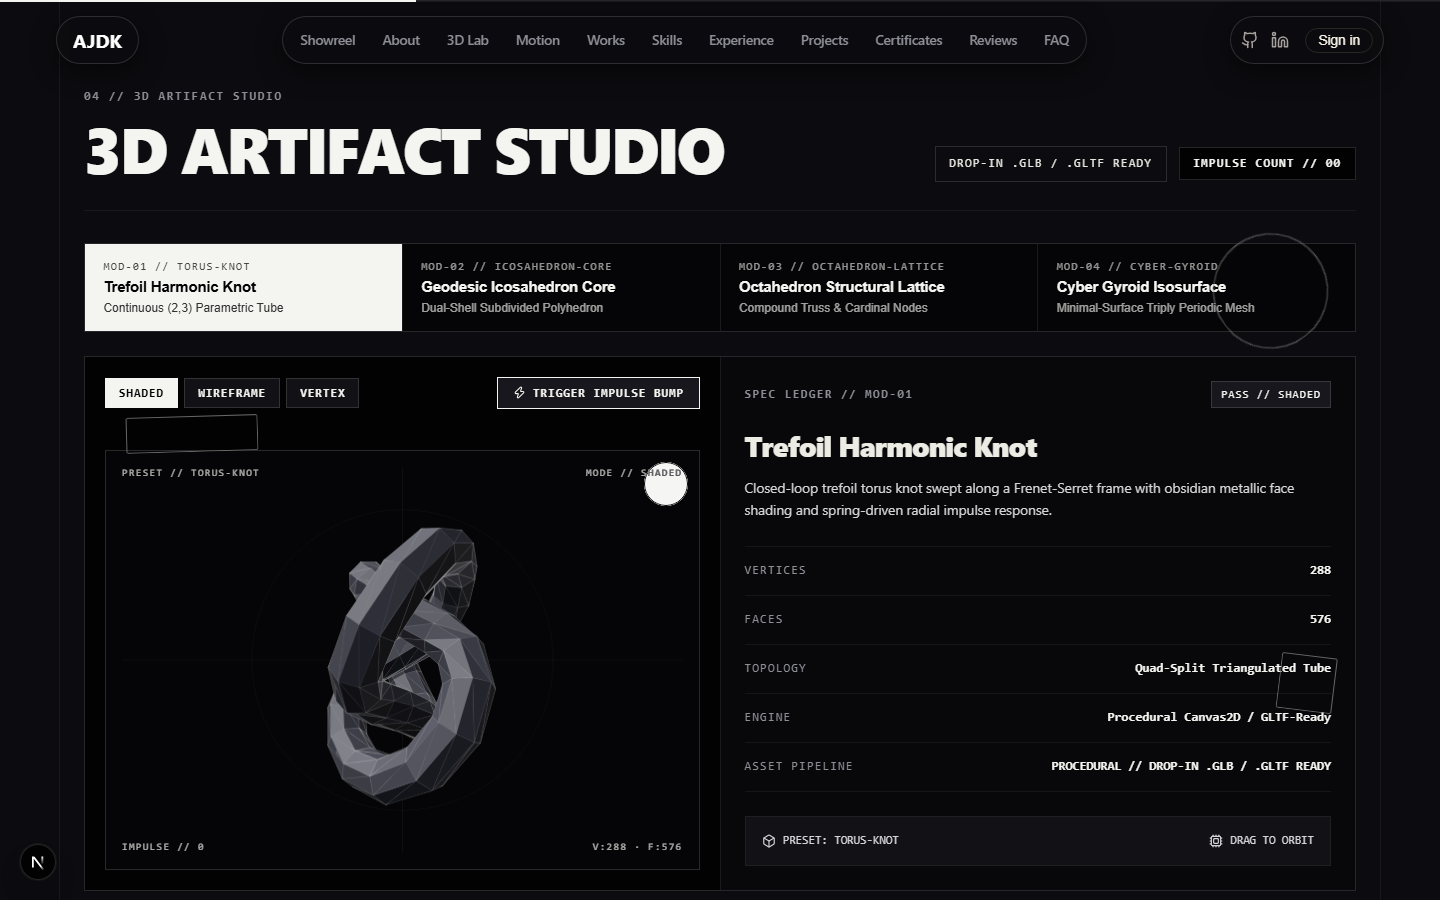 AJDK
Showreel About 3D Lab Motion Works Skills Experience Projects Certificates Reviews FAQ
Sign in
04 // 3D ARTIFACT STUDIO
3D ARTIFACT STUDIO
DROP-IN .GLB / .GLTF READY
IMPULSE COUNT // 00
MOD-01 // TORUS-KNOT
Trefoil Harmonic Knot
Continuous (2,3) Parametric Tube
MOD-02 // ICOSAHEDRON-CORE
Geodesic Icosahedron Core
Dual-Shell Subdivided Polyhedron
MOD-03 // OCTAHEDRON-LATTICE
Octahedron Structural Lattice
Compound Truss & Cardinal Nodes
MOD-04 // CYBER-GYROID
Cyber Gyroid Isosurface
Minimal-Surface Triply Periodic Mesh
SHADED WIREFRAME VERTEX
TRIGGER IMPULSE BUMP
PRESET // TORUS-KNOT
MODE // SHADED
IMPULSE // 0
V:288 · F:576
SPEC LEDGER // MOD-01
PASS // SHADED
Trefoil Harmonic Knot
Closed-loop trefoil torus knot swept along a Frenet-Serret frame with obsidian metallic face
shading and spring-driven radial impulse response.
VERTICES 288
FACES 576
TOPOLOGY Quad-Split Triangulated Tube
ENGINE Procedural Canvas2D / GLTF-Ready
ASSET PIPELINE PROCEDURAL // DROP-IN .GLB / .GLTF READY
PRESET: TORUS-KNOT
DRAG TO ORBIT
N